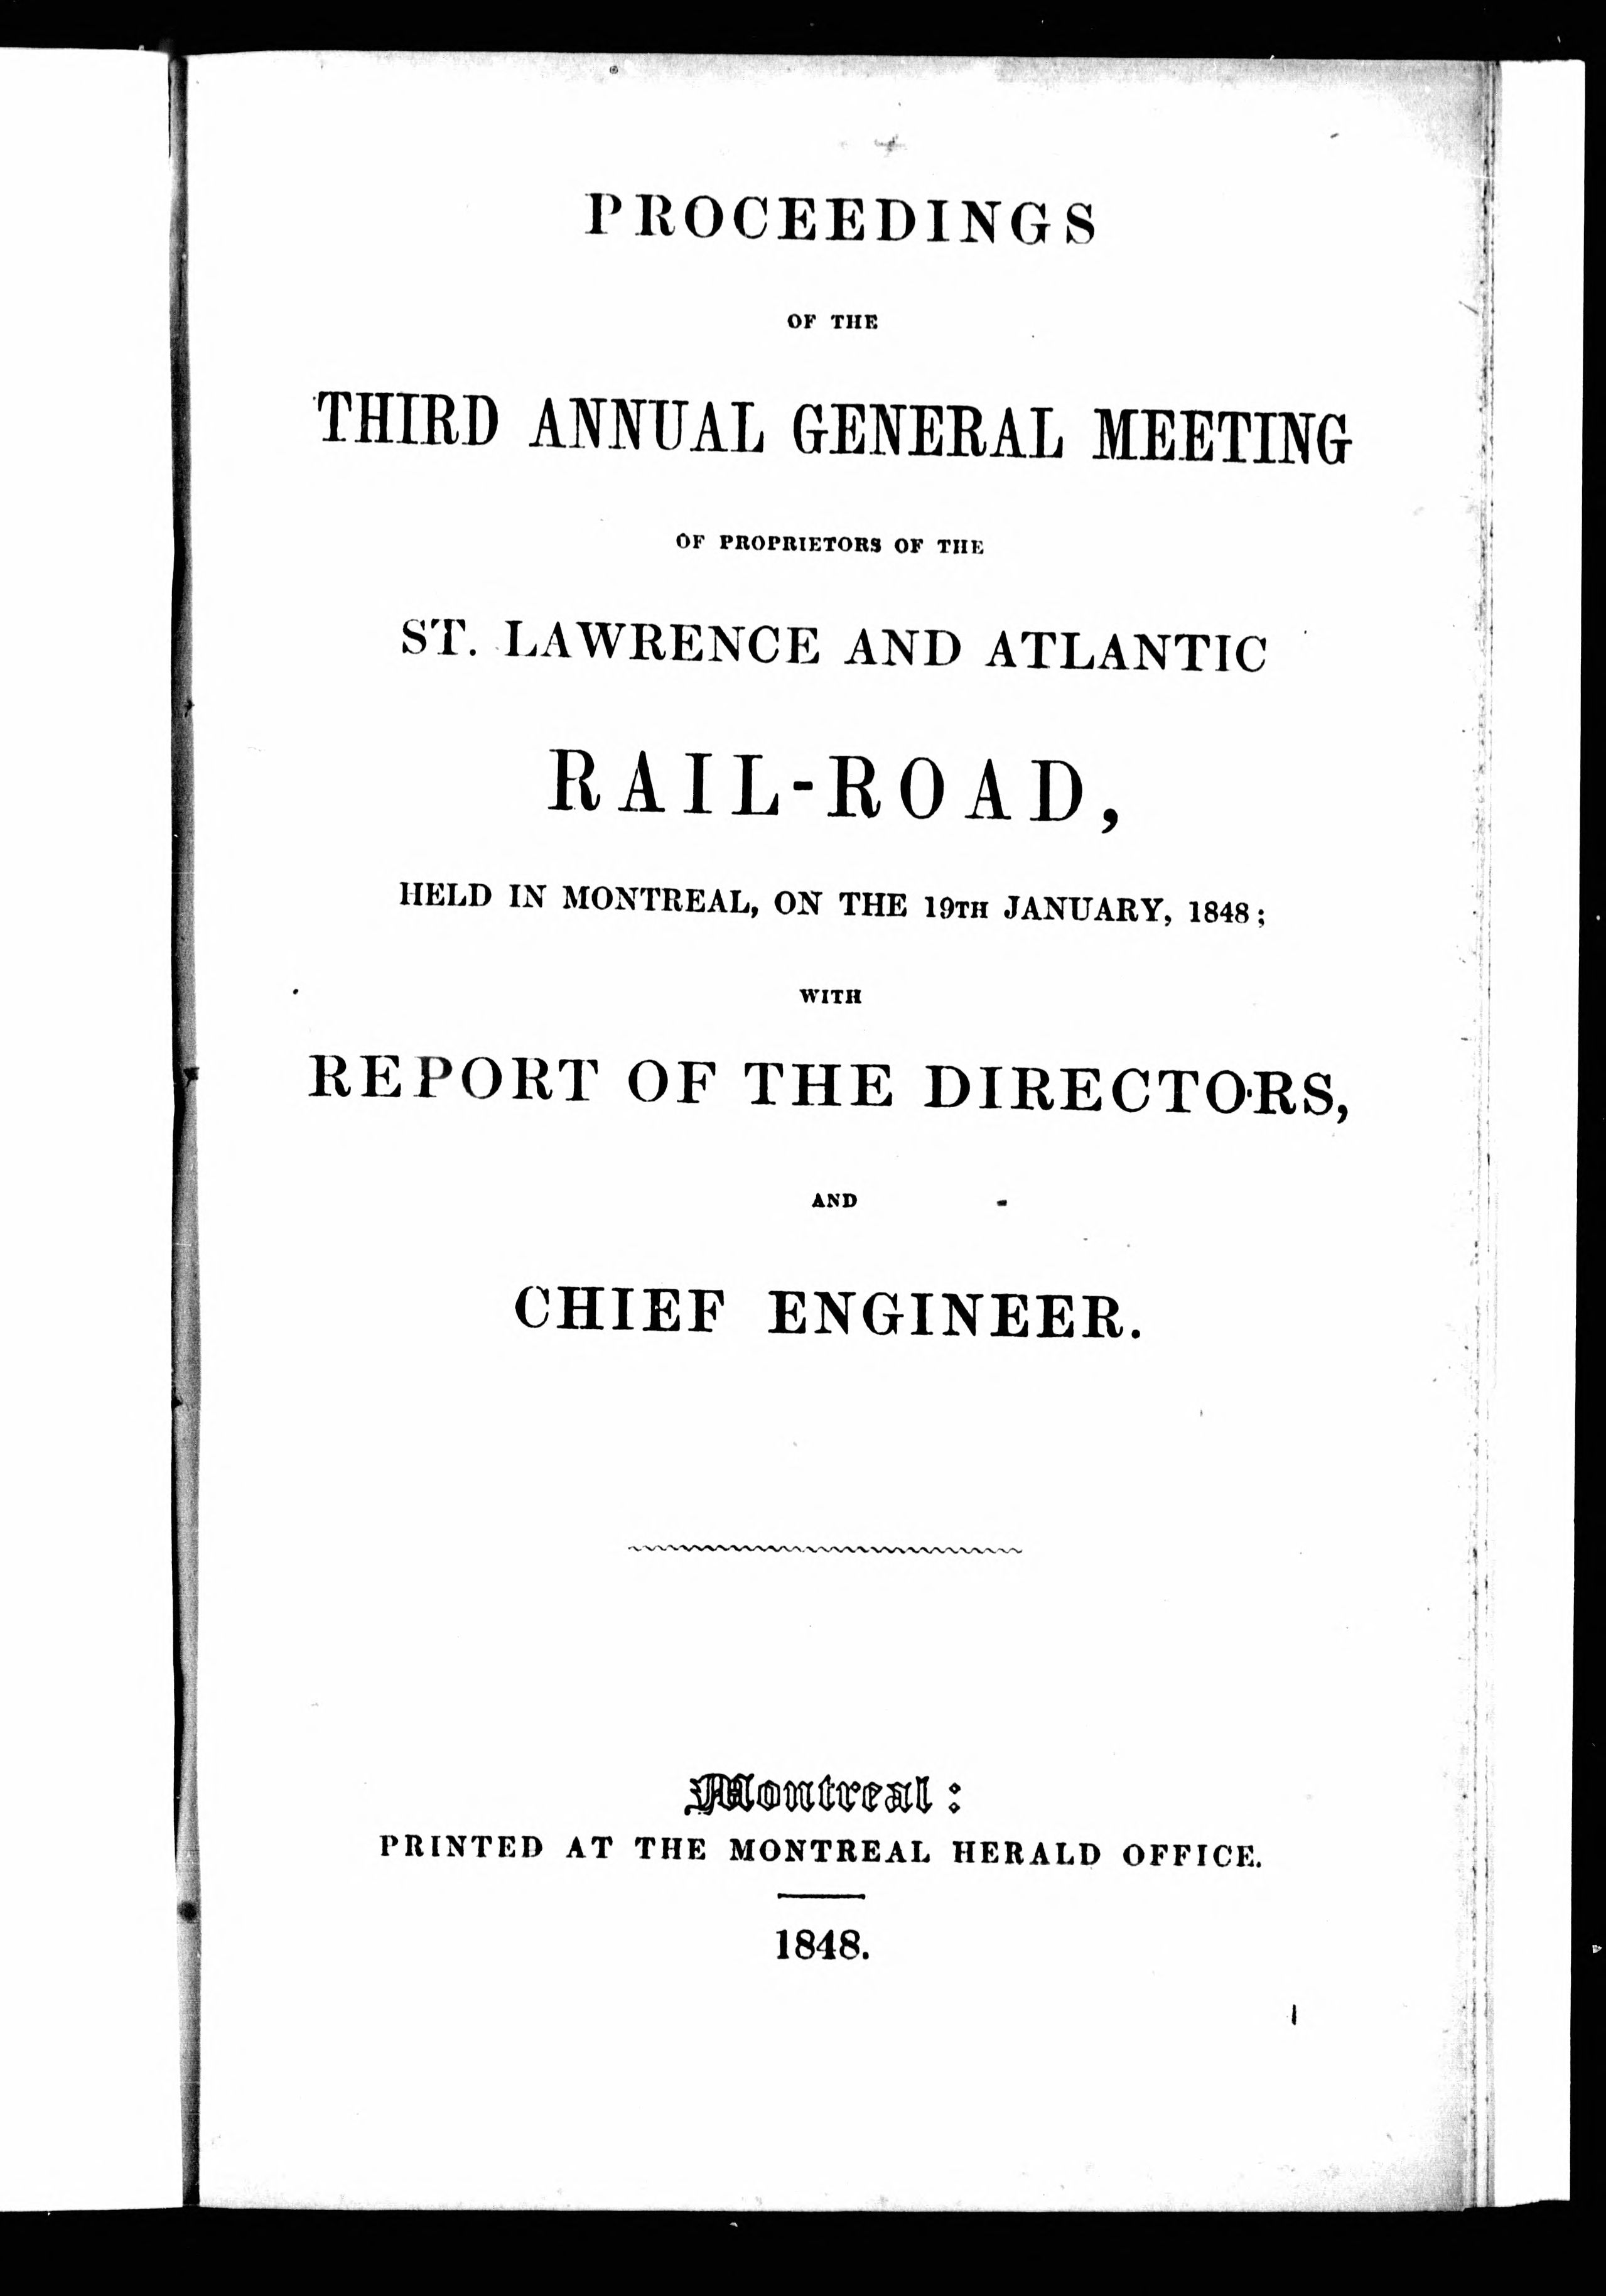 PROCEEDINGS
OF THE
THIRD ANNUAL GENERAL MEETING
OF PROPRIETORS OF THE
ST. LAWRENCE AND ATLANTIC
RAIL-ROAD,
HELD IN MONTREAL, ON THE 19TH JANUARY, 1848;
WITH
REPORT OF THE DIRECTORS,
AND
CHIEF ENGINEER.
Montreal:
PRINTED AT THE MONTREAL HERALD OFFICE.
1848.